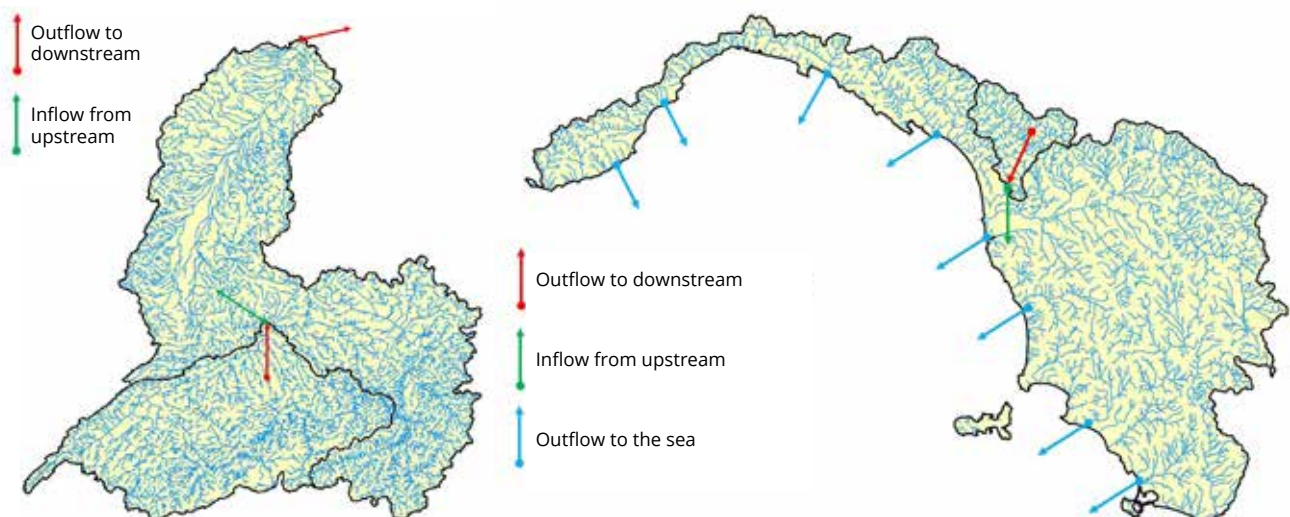 Outflow to
downstream
Inflow from
upstream
Outflow to downstream
Inflow from upstream
Outflow to the sea